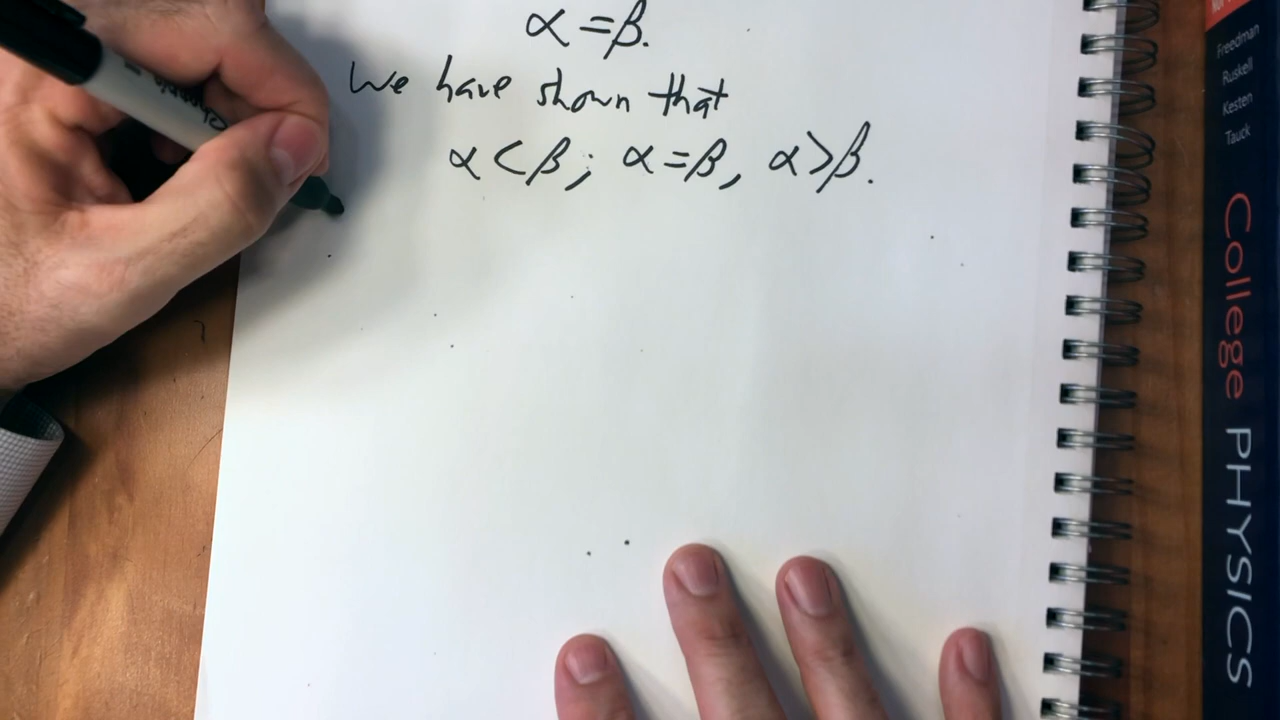 α = β.
We have shown that
α < β; α = β, α > β.
Freedman
Ruskell
Kesten
Tauck
College PHYSICS